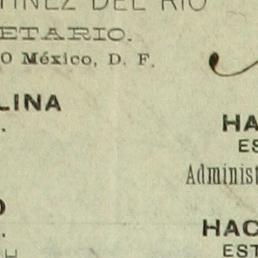 TINEZ DEL RIO
ETARIO.
O México, D. F.
LINA
HA
ES
Administ
O
HAC
EST